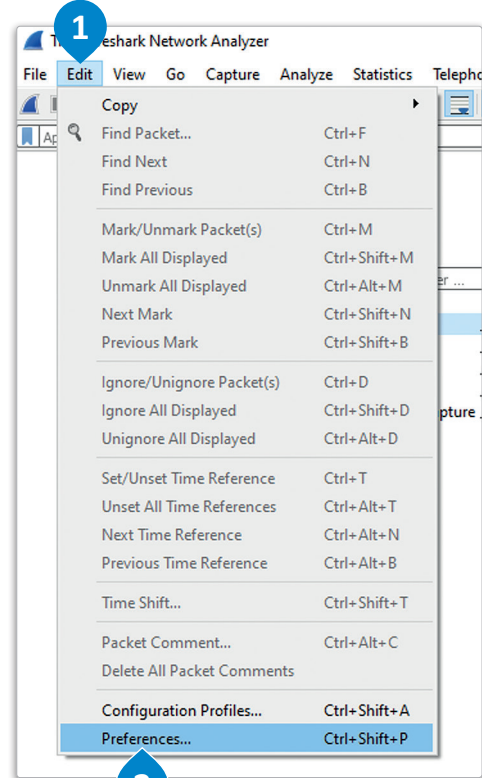 1
eshark Network Analyzer
File Edit View Go Capture Analyze Statistics Telepho
Ap
Copy
Find Packet... Ctrl+F
Find Next Ctrl+N
Find Previous Ctrl+B
Mark/Unmark Packet(s) Ctrl+M
Mark All Displayed Ctrl+Shift+M
Unmark All Displayed Ctrl+Alt+M
er ...
Next Mark Ctrl+Shift+N
Previous Mark Ctrl+Shift+B
Ignore/Unignore Packet(s) Ctrl+D
Ignore All Displayed Ctrl+Shift+D
pture
Unignore All Displayed Ctrl+Alt+D
Set/Unset Time Reference Ctrl+T
Unset All Time References Ctrl+Alt+T
Next Time Reference Ctrl+Alt+N
Previous Time Reference Ctrl+Alt+B
Time Shift... Ctrl+Shift+T
Packet Comment... Ctrl+Alt+C
Delete All Packet Comments
Configuration Profiles... Ctrl+Shift+A
Preferences... Ctrl+Shift+P